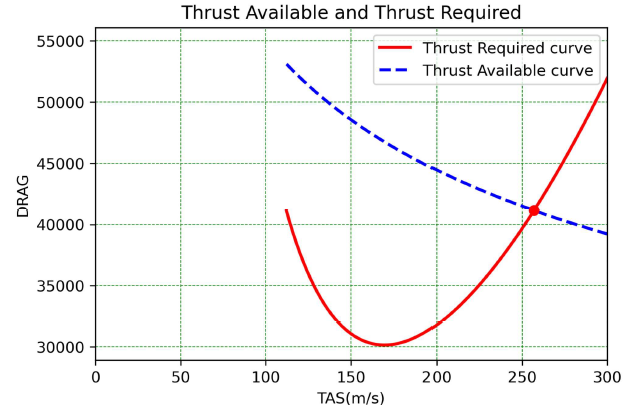 Thrust Available and Thrust Required
55000
50000
45000
40000
35000
30000
DRAG
Thrust Required curve
Thrust Available curve
0 50 100 150 200 250 300
TAS(m/s)